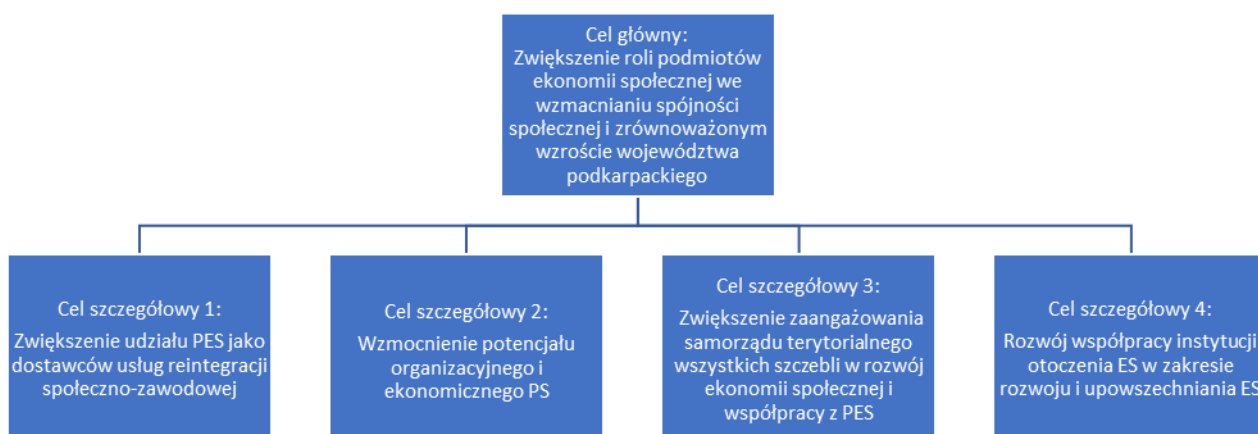 Cel główny:
Zwiększenie roli podmiotów
ekonomii społecznej we
wzmacnianiu spójności
społecznej i zrównoważonym
wzroście województwa
podkarpackiego
Cel szczegółowy 1:
Zwiększenie udziału PES jako
dostawców usług reintegracji
społeczno-zawodowej
Cel szczegółowy 2:
Wzmocnienie potencjału
organizacyjnego i
ekonomicznego PS
Cel szczegółowy 3:
Zwiększenie zaangażowania
samorządu terytorialnego
wszystkich szczebli w rozwój
ekonomii społecznej i
współpracy z PES
Cel szczegółowy 4:
Rozwój współpracy instytucji
otoczenia ES w zakresie
rozwoju i upowszechniania ES